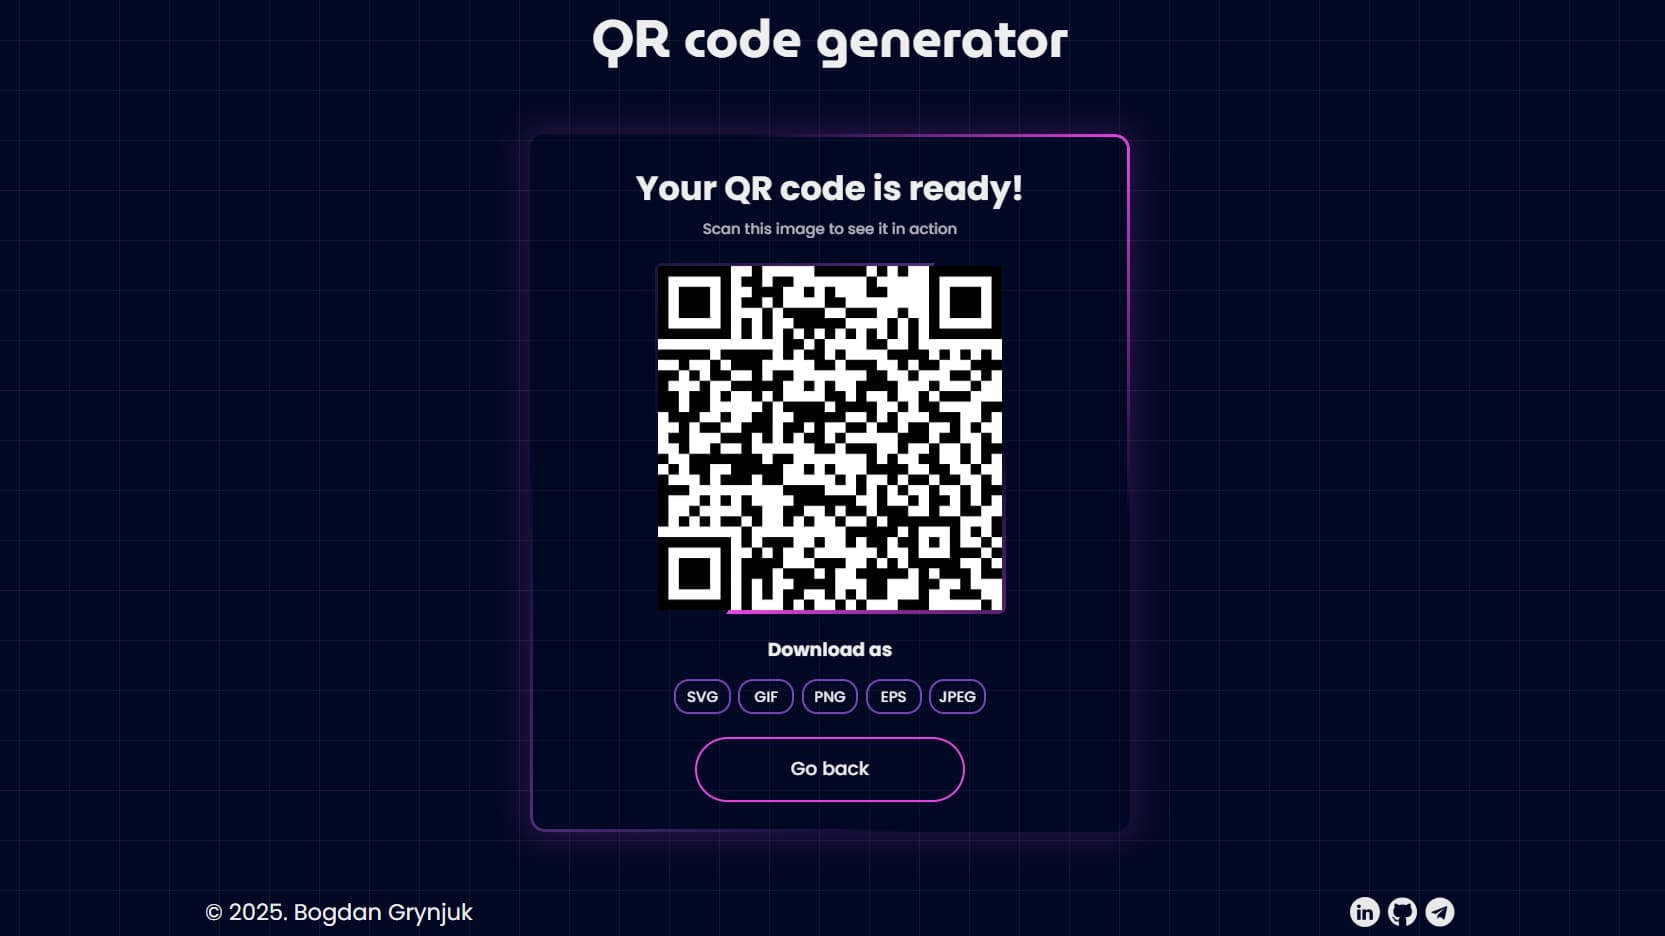 QR code generator
Your QR code is ready!
Scan this image to see it in action
Download as
SVG GIF PNG EPS JPEG
Go back
© 2025. Bogdan Grynjuk
in